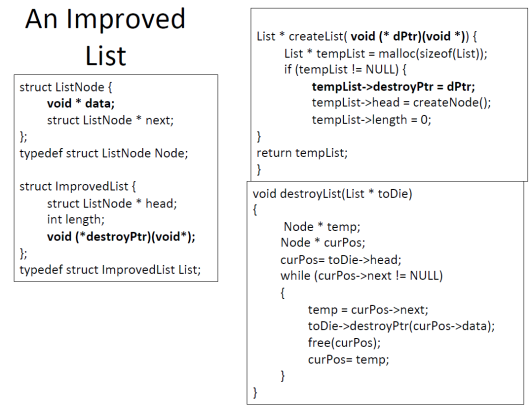 An Improved
List
struct ListNode {
void * data;
struct ListNode * next;
};
typedef struct ListNode Node;
struct ImprovedList {
struct ListNode * head;
int length;
void (*destroyPtr)(void*);
};
typedef struct ImprovedList List;
List * createList( void (* dPtr)(void *)) {
List * tempList = malloc(sizeof(List));
if (tempList != NULL) {
tempList->destroyPtr = dPtr;
tempList->head = createNode();
tempList->length = 0;
}
return tempList;
}
void destroyList(List * toDie)
{
Node * temp;
Node * curPos;
curPos= toDie->head;
while (curPos->next != NULL)
{
temp = curPos->next;
toDie->destroyPtr(curPos->data);
free(curPos);
curPos= temp;
}
}